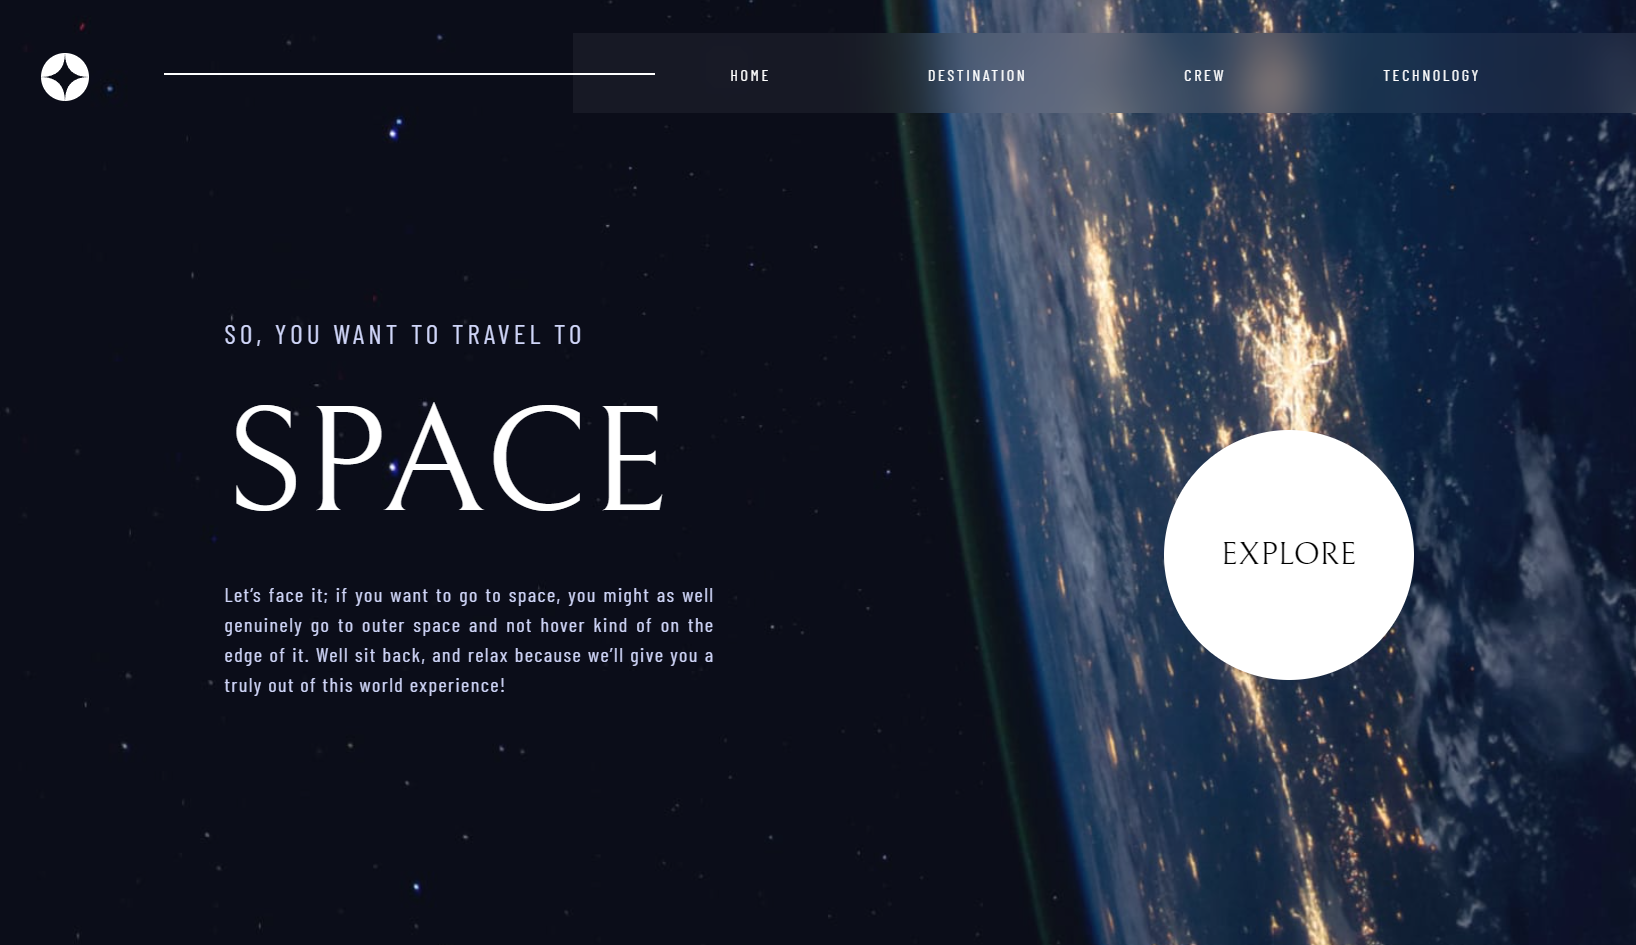 HOME DESTINATION CREW TECHNOLOGY
SO, YOU WANT TO TRAVEL TO
SPACE
Let’s face it; if you want to go to space, you might as well
genuinely go to outer space and not hover kind of on the
edge of it. Well sit back, and relax because we’ll give you a
truly out of this world experience!
EXPLORE